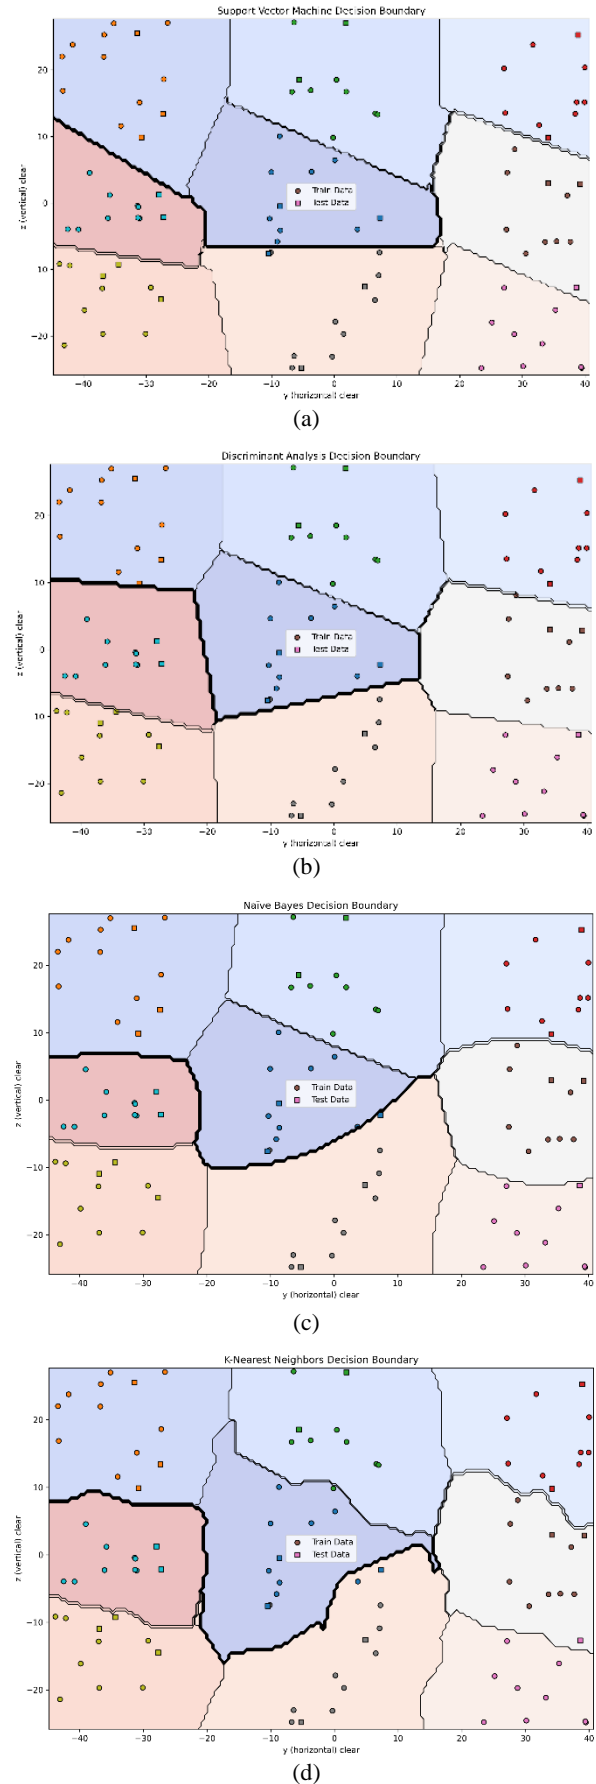 Support Vector Machine Decision Boundary
z (vertical) clear
20
10
0
−10
−20
Train Data
Test Data
−40 −30 −20 −10 0 10 20 30 40
y (horizontal) clear
(a)
Discriminant Analysis Decision Boundary
z (vertical) clear
20
10
0
−10
−20
Train Data
Test Data
−40 −30 −20 −10 0 10 20 30 40
y (horizontal) clear
(b)
Naïve Bayes Decision Boundary
z (vertical) clear
20
10
0
−10
−20
Train Data
Test Data
−40 −30 −20 −10 0 10 20 30 40
y (horizontal) clear
(c)
K-Nearest Neighbors Decision Boundary
z (vertical) clear
20
10
0
−10
−20
Train Data
Test Data
−40 −30 −20 −10 0 10 20 30 40
y (horizontal) clear
(d)